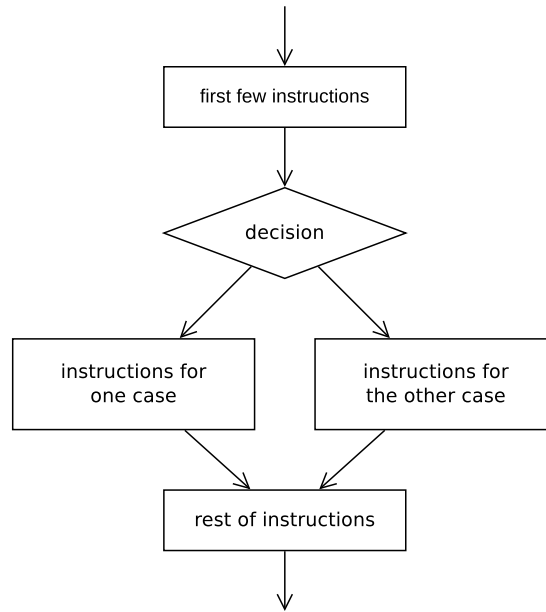 first few instructions
decision
instructions for
one case
instructions for
the other case
rest of instructions